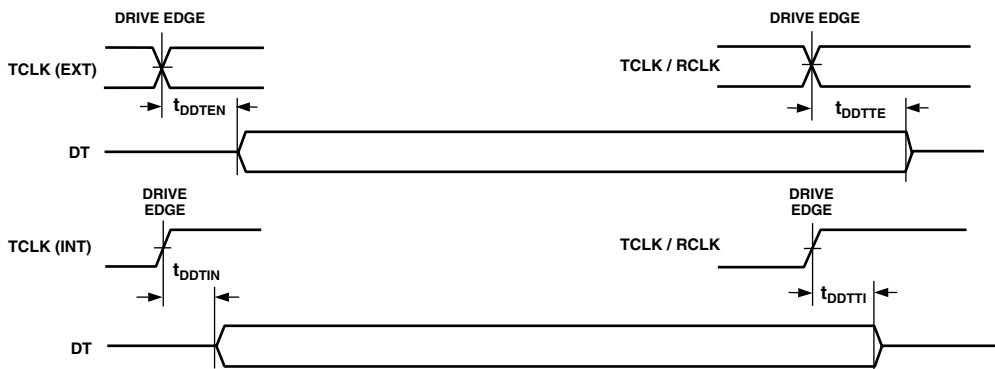 DRIVE EDGE
DRIVE EDGE
TCLK (EXT)
TCLK / RCLK
tDDTEN
tDDTTE
DT
DRIVE
EDGE
DRIVE
EDGE
TCLK (INT)
TCLK / RCLK
tDDTIN
tDDTTI
DT